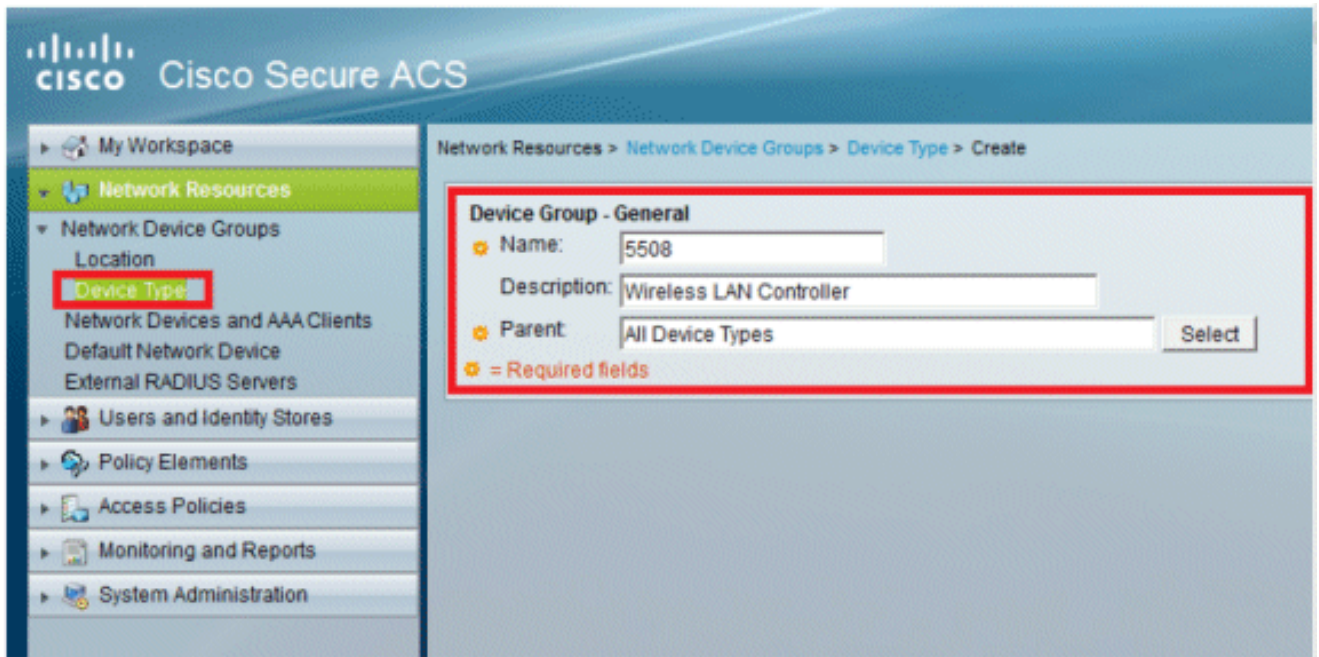 CISCO Cisco Secure ACS
My Workspace
Network Resources
Network Device Groups
Location
Device Type
Network Devices and AAA Clients
Default Network Device
External RADIUS Servers
Users and Identity Stores
Policy Elements
Access Policies
Monitoring and Reports
System Administration
Network Resources > Network Device Groups > Device Type > Create
Device Group - General
Name: 5508
Description: Wireless LAN Controller
Parent: All Device Types Select
= Required fields